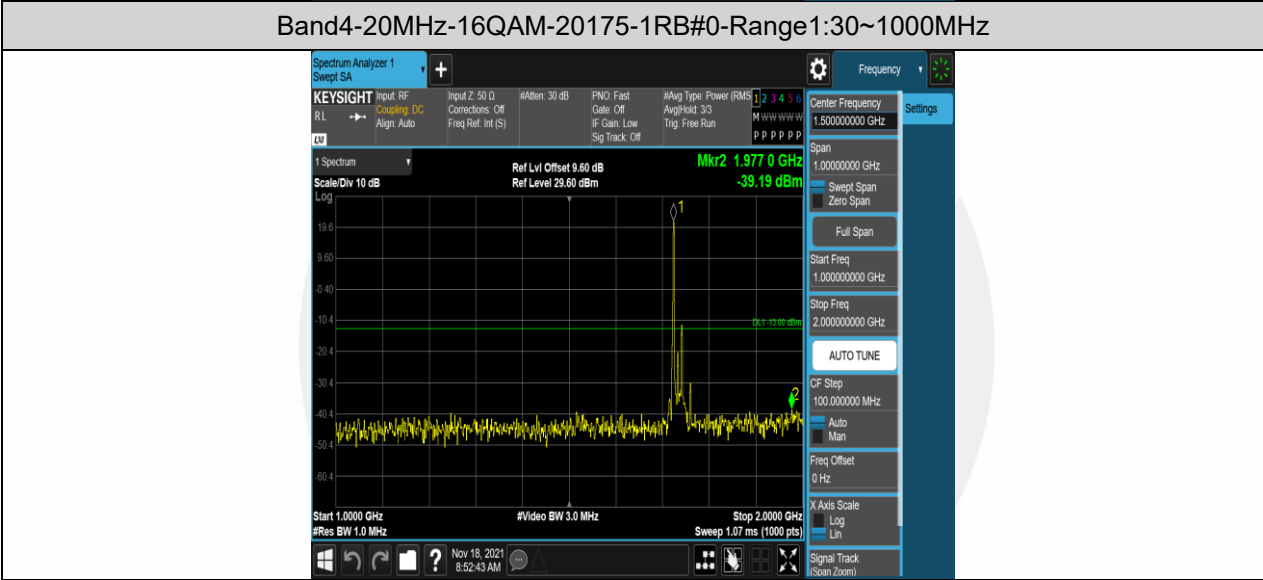 Band4-20MHz-16QAM-20175-1RB#0-Range1:30~1000MHz
Spectrum Analyzer 1
Swept SA
+
Frequency
KEYSIGHT
RL
LXI
Input: RF
Coupling: DC
Align: Auto
Input Z: 50 Ω
Corrections: Off
Freq Ref: Int (S)
#Atten: 30 dB
PNO: Fast
Gate: Off
IF Gain: Low
Sig Track: Off
#Avg Type: Power (RMS
Avg|Hold: 3/3
Trig: Free Run
1 2 3 4 5 6
M W W W W W
P P P P P P
Center Frequency
1.500000000 GHz
Settings
Span
1.00000000 GHz
Swept Span
Zero Span
Full Span
Start Freq
1.000000000 GHz
Stop Freq
2.000000000 GHz
AUTO TUNE
CF Step
100.000000 MHz
Auto
Man
Freq Offset
0 Hz
X Axis Scale
Log
Lin
Signal Track
(Span Zoom)
1 Spectrum
Scale/Div 10 dB
Log
Ref Lvl Offset 9.60 dB
Ref Level 29.60 dBm
Mkr2 1.977 0 GHz
-39.19 dBm
1
19.6
9.60
-0.40
-10.4
DL1 -13.00 dBm
-20.4
-30.4
2
-40.4
-50.4
-60.4
Start 1.0000 GHz
#Video BW 3.0 MHz
Stop 2.0000 GHz
#Res BW 1.0 MHz
Sweep 1.07 ms (1000 pts)
?
Nov 18, 2021
8:52:43 AM